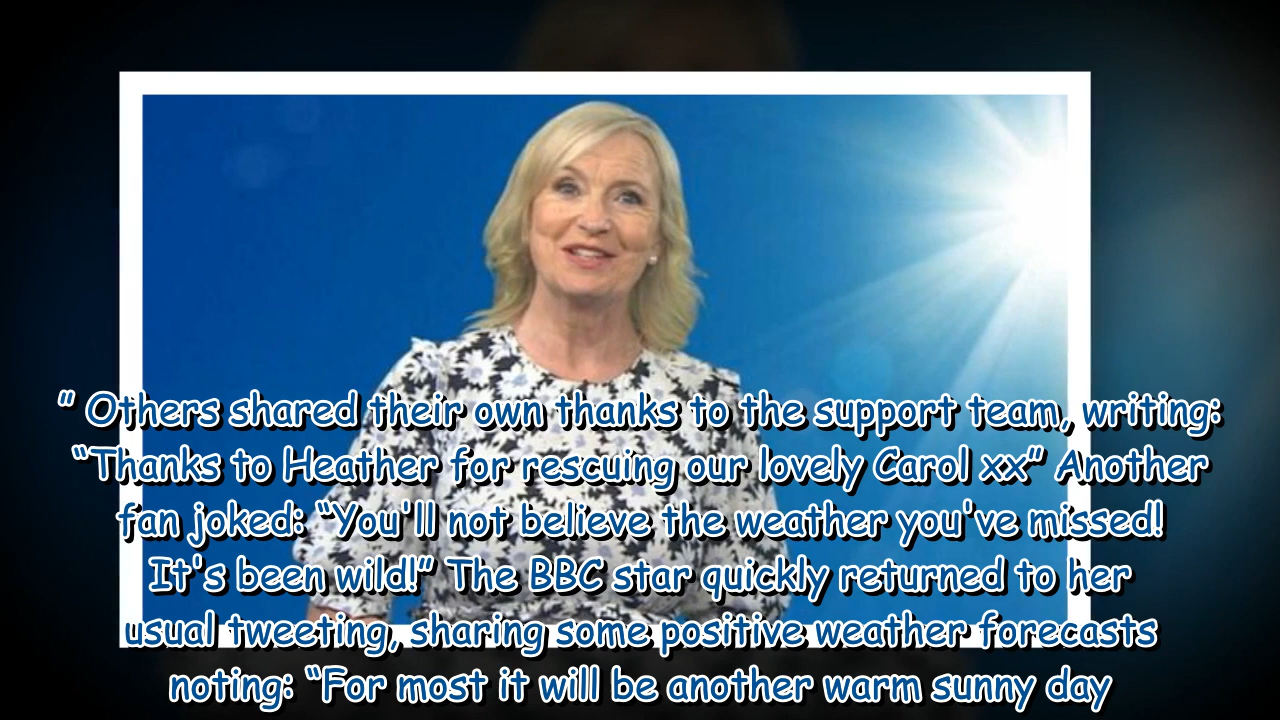 ” Others shared their own thanks to the support team, writing:
“Thanks to Heather for rescuing our lovely Carol xx” Another
fan joked: “You'll not believe the weather you've missed!
It's been wild!” The BBC star quickly returned to her
usual tweeting, sharing some positive weather forecasts
noting: “For most it will be another warm sunny day